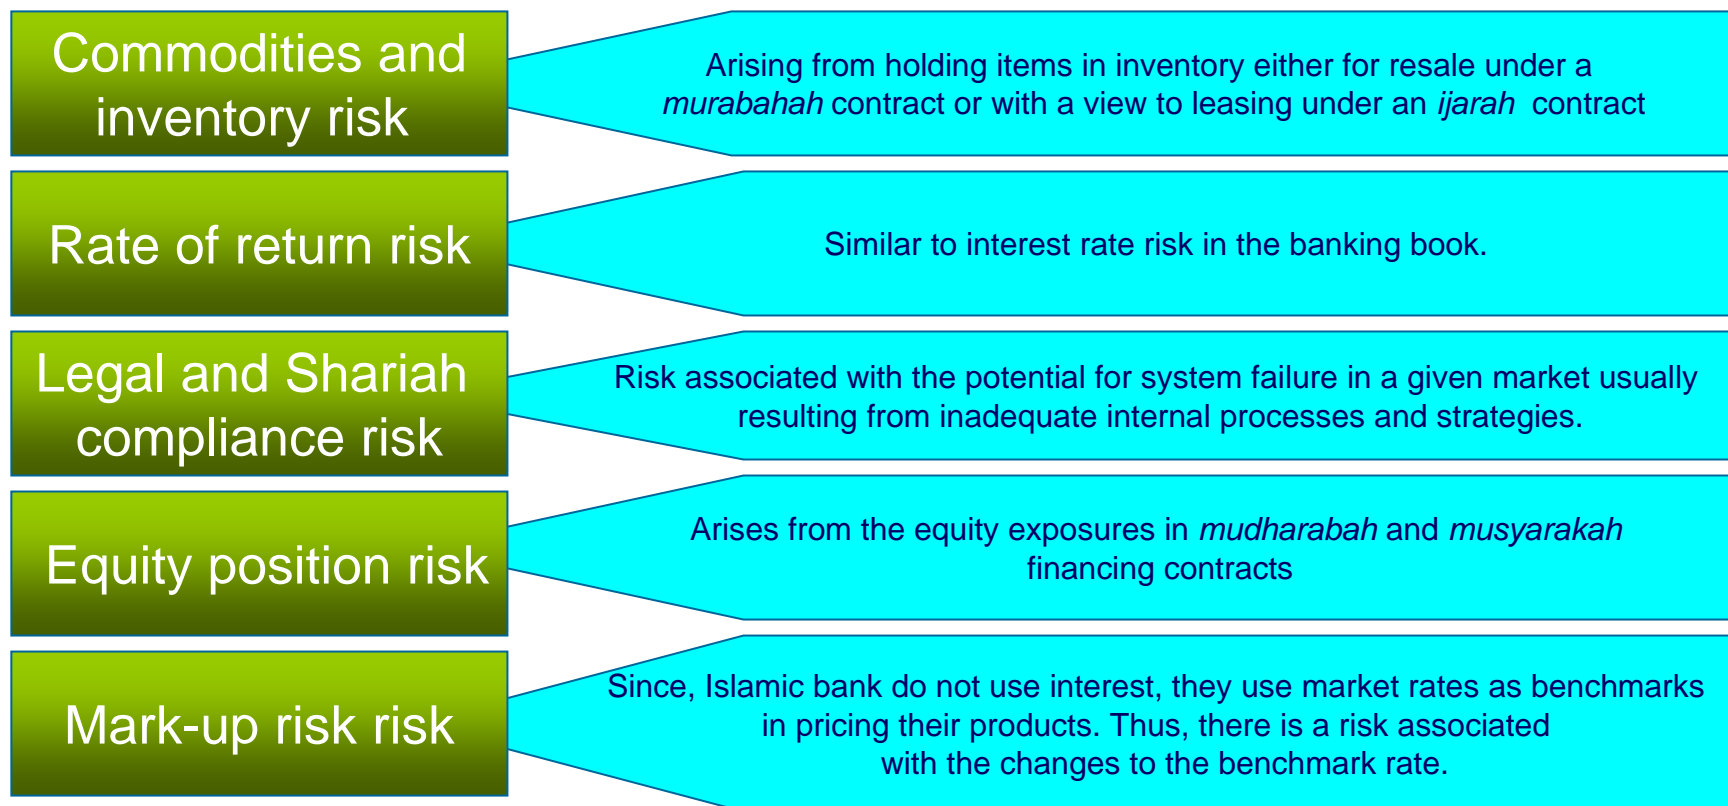 Commodities and
inventory risk
Arising from holding items in inventory either for resale under a
murabahah contract or with a view to leasing under an ijarah contract
Rate of return risk
Similar to interest rate risk in the banking book.
Legal and Shariah
compliance risk
Risk associated with the potential for system failure in a given market usually
resulting from inadequate internal processes and strategies.
Equity position risk
Arises from the equity exposures in mudharabah and musyarakah
financing contracts
Mark-up risk risk
Since, Islamic bank do not use interest, they use market rates as benchmarks
in pricing their products. Thus, there is a risk associated
with the changes to the benchmark rate.